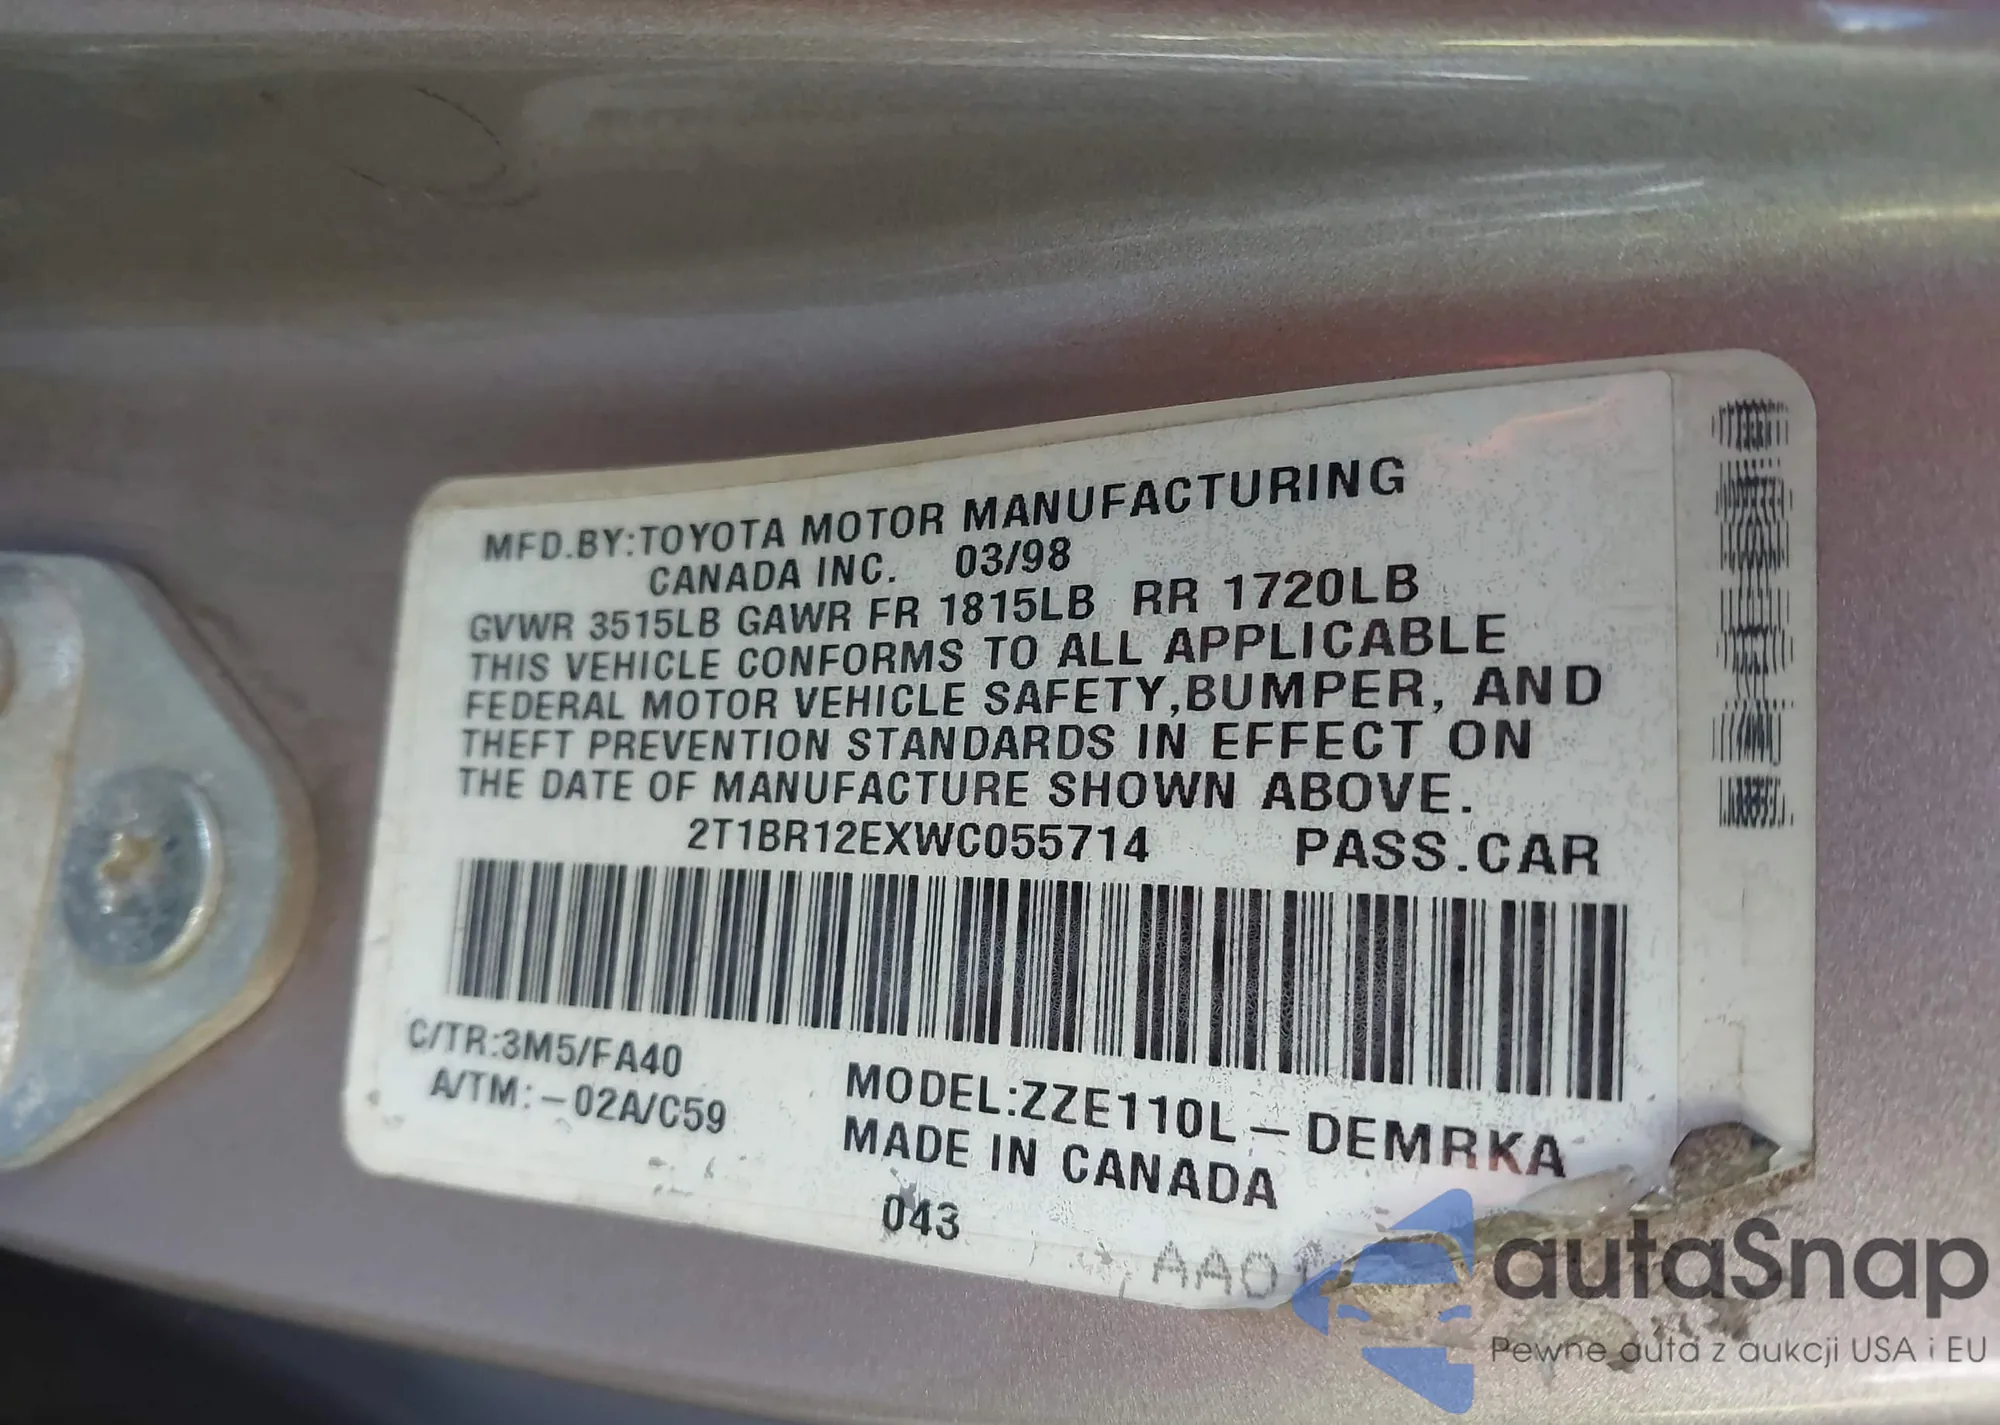 MFD.BY:TOYOTA MOTOR MANUFACTURING
CANADA INC. 03/98
GVWR 3515LB GAWR FR 1815LB RR 1720LB
THIS VEHICLE CONFORMS TO ALL APPLICABLE
FEDERAL MOTOR VEHICLE SAFETY,BUMPER, AND
THEFT PREVENTION STANDARDS IN EFFECT ON
THE DATE OF MANUFACTURE SHOWN ABOVE.
2T1BR12EXWC055714 PASS.CAR
C/TR:3M5/FA40
A/TM:-02A/C59
MODEL:ZZE110L-DEMRKA
MADE IN CANADA
043
autaSnap
Pewne auta z aukcji USA i EU